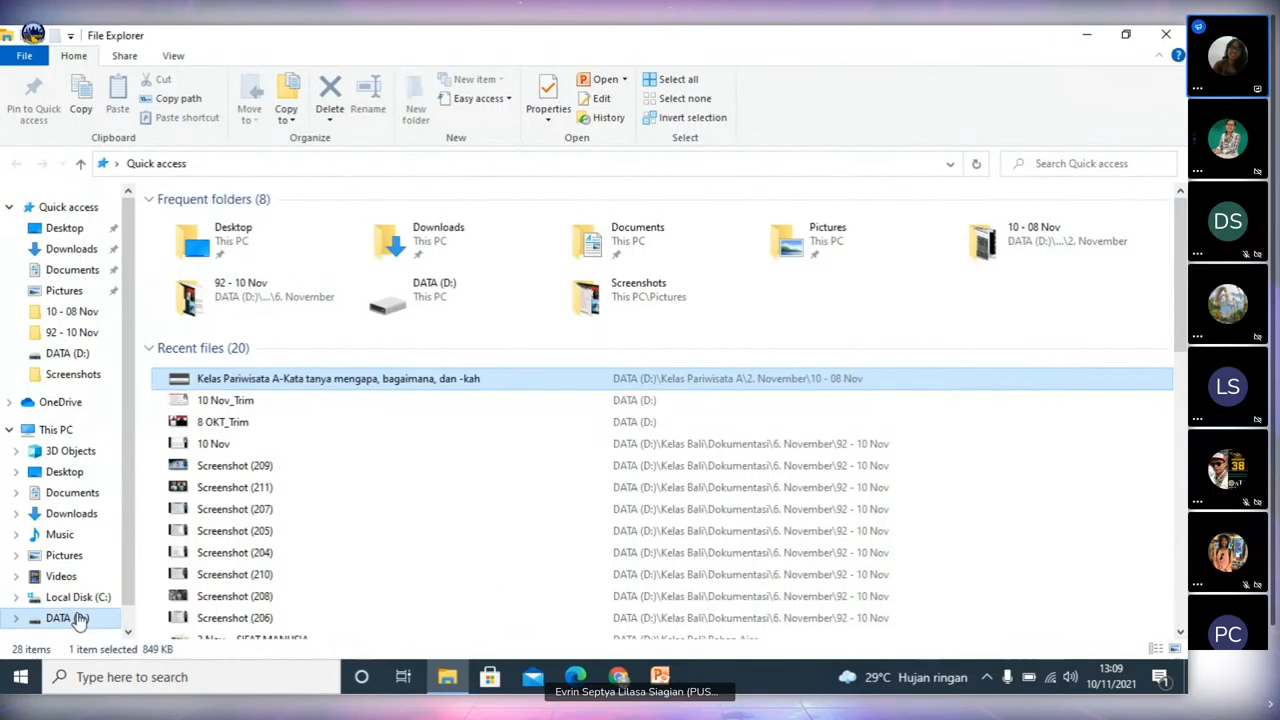 File Explorer
File
Home
Share
View
Pin to Quick access
Copy
Paste
Cut
Copy path
Paste shortcut
Clipboard
Move to
Copy to
Delete
Rename
Organize
New folder
New item
Easy access
New
Properties
Open
Edit
History
Open
Select all
Select none
Invert selection
Select
Quick access
Search Quick access
Quick access
Desktop
Downloads
Documents
Pictures
10 - 08 Nov
92 - 10 Nov
DATA (D:)
Screenshots
OneDrive
This PC
3D Objects
Desktop
Documents
Downloads
Music
Pictures
Videos
Local Disk (C:)
DATA
Frequent folders (8)
Desktop
This PC
Downloads
This PC
Documents
This PC
Pictures
This PC
10 - 08 Nov
DATA (D:)\...\2. November
92 - 10 Nov
DATA (D:)\...\6. November
DATA (D:)
This PC
Screenshots
This PC\Pictures
Recent files (20)
Kelas Pariwisata A-Kata tanya mengapa, bagaimana, dan -kah DATA (D:)\Kelas Pariwisata A\2. November\10 - 08 Nov
10 Nov_Trim DATA (D:)
8 OKT_Trim DATA (D:)
10 Nov DATA (D:)\Kelas Bali\Dokumentasi\6. November\92 - 10 Nov
Screenshot (209) DATA (D:)\Kelas Bali\Dokumentasi\6. November\92 - 10 Nov
Screenshot (211) DATA (D:)\Kelas Bali\Dokumentasi\6. November\92 - 10 Nov
Screenshot (207) DATA (D:)\Kelas Bali\Dokumentasi\6. November\92 - 10 Nov
Screenshot (205) DATA (D:)\Kelas Bali\Dokumentasi\6. November\92 - 10 Nov
Screenshot (204) DATA (D:)\Kelas Bali\Dokumentasi\6. November\92 - 10 Nov
Screenshot (210) DATA (D:)\Kelas Bali\Dokumentasi\6. November\92 - 10 Nov
Screenshot (208) DATA (D:)\Kelas Bali\Dokumentasi\6. November\92 - 10 Nov
Screenshot (206) DATA (D:)\Kelas Bali\Dokumentasi\6. November\92 - 10 Nov
28 items 1 item selected 849 KB
Type here to search
29°C Hujan ringan
13:09
10/11/2021
1
Evrin Septya Lilasa Siagian (PUS...
DS
LS
38
PC